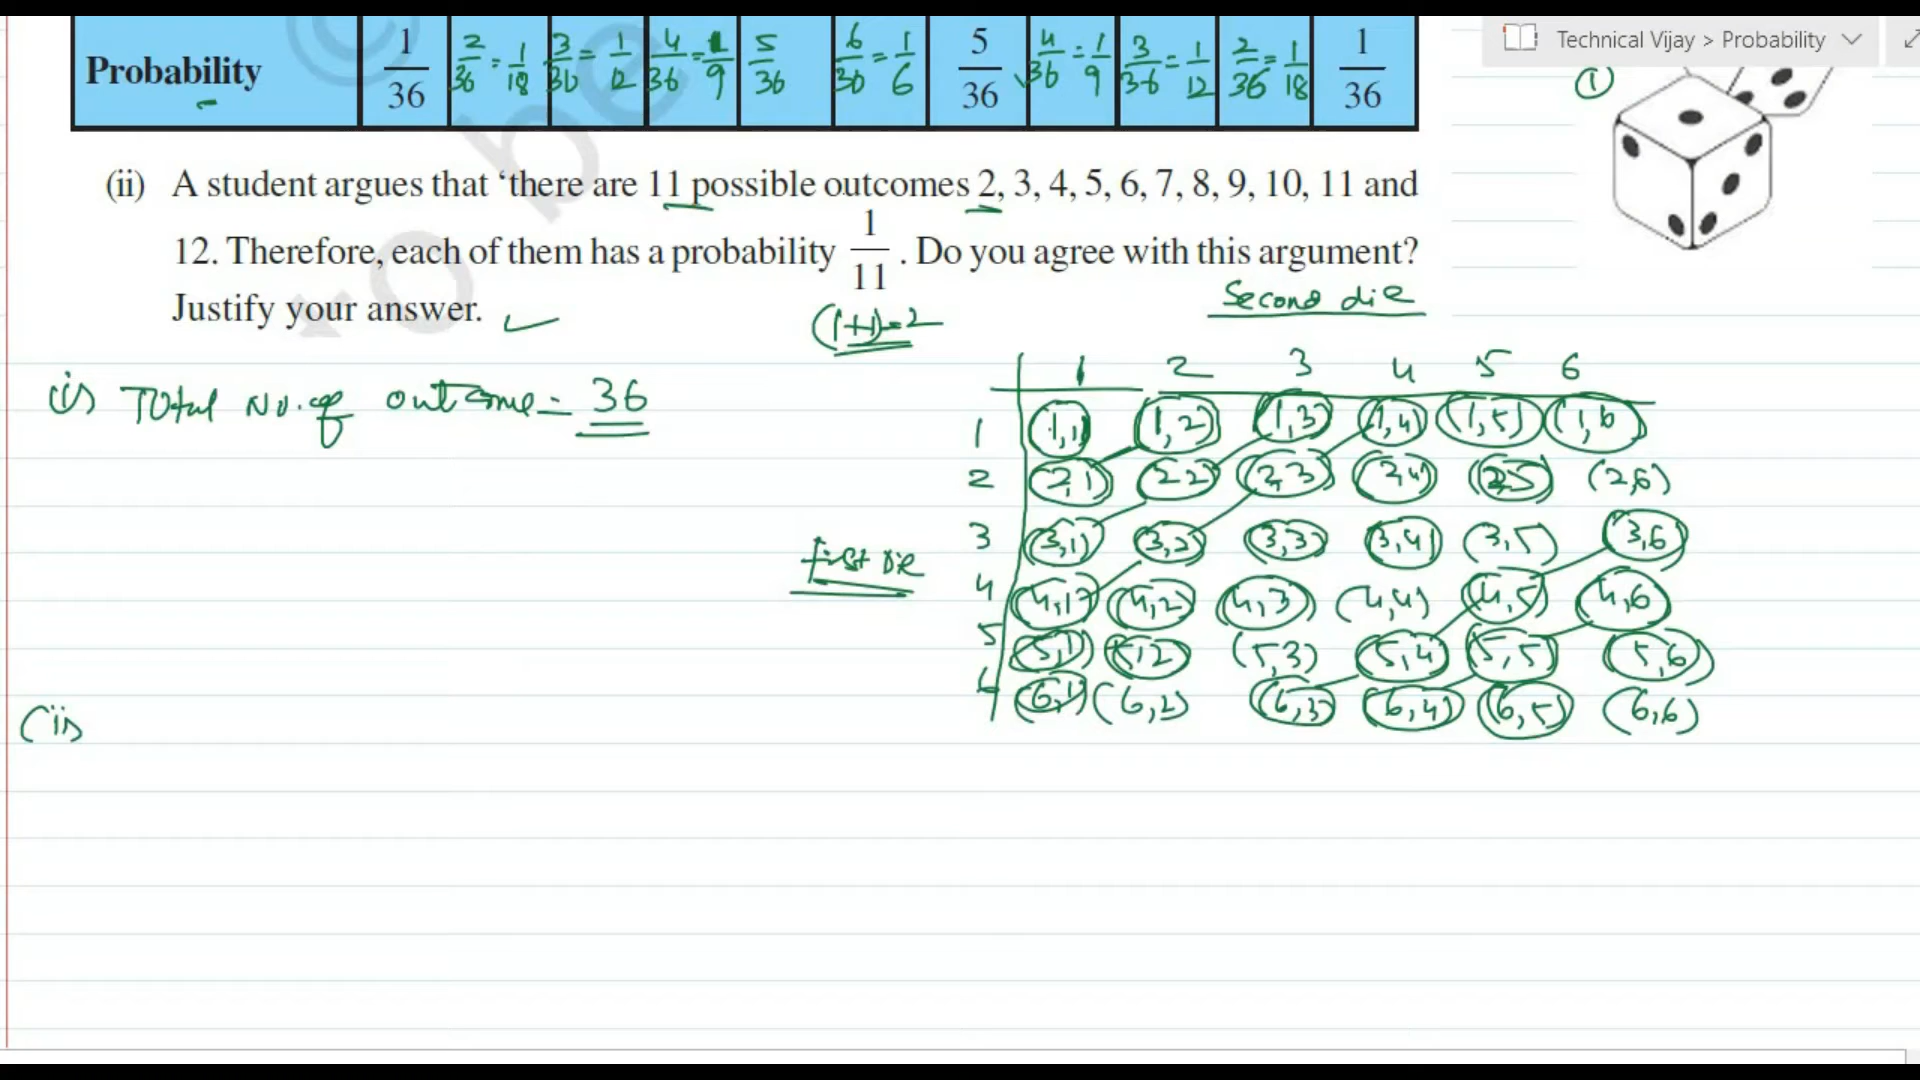 Technical Vijay > Probability
Probability 1/36 2/36 = 1/18 3/36 = 1/12 4/36 = 1/9 5/36 6/36 = 1/6 5/36 4/36 = 1/9 3/36 = 1/12 2/36 = 1/18 1/36
①
(ii) A student argues that ‘there are 11 possible outcomes 2, 3, 4, 5, 6, 7, 8, 9, 10, 11 and
12. Therefore, each of them has a probability 1/11 . Do you agree with this argument?
Justify your answer.
(1+1)=2
Second die
1 2 3 4 5 6
(i) Total No. of outcome = 36
1 (1,1) (1,2) (1,3) (1,4) (1,5) (1,6)
2 (2,1) (2,2) (2,3) (2,4) (2,5) (2,6)
first die
3 (3,1) (3,2) (3,3) (3,4) (3,5) (3,6)
4 (4,1) (4,2) (4,3) (4,4) (4,5) (4,6)
5 (5,1) (5,2) (5,3) (5,4) (5,5) (5,6)
6 (6,1) (6,2) (6,3) (6,4) (6,5) (6,6)
(ii)